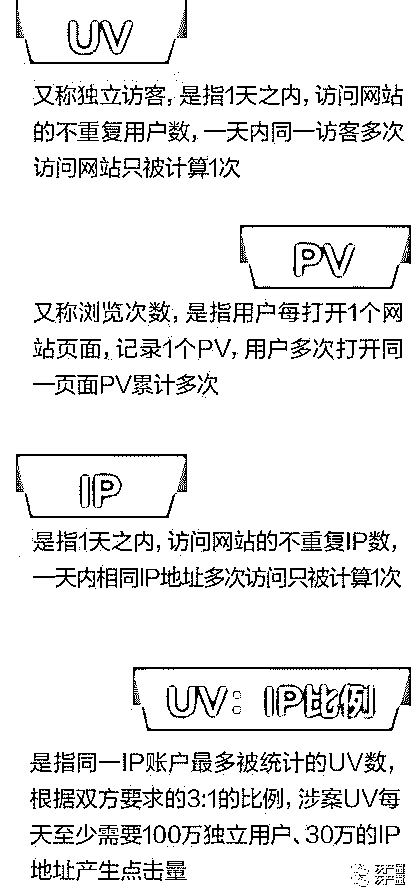 UV
又称独立访客，是指1天之内，访问网站
的不重复用户数，一天内同一访客多次
访问网站只被计算1次
PV
又称浏览次数，是指用户每打开1个网
站页面，记录1个PV，用户多次打开同
一页面PV累计多次
IP
是指1天之内，访问网站的不重复IP数，
一天内相同IP地址多次访问只被计算1次
UV：IP比例
是指同一IP账户最多被统计的UV数，
根据双方要求的3:1的比例，涉案UV每
天至少需要100万独立用户、30万的IP
地址产生点击量